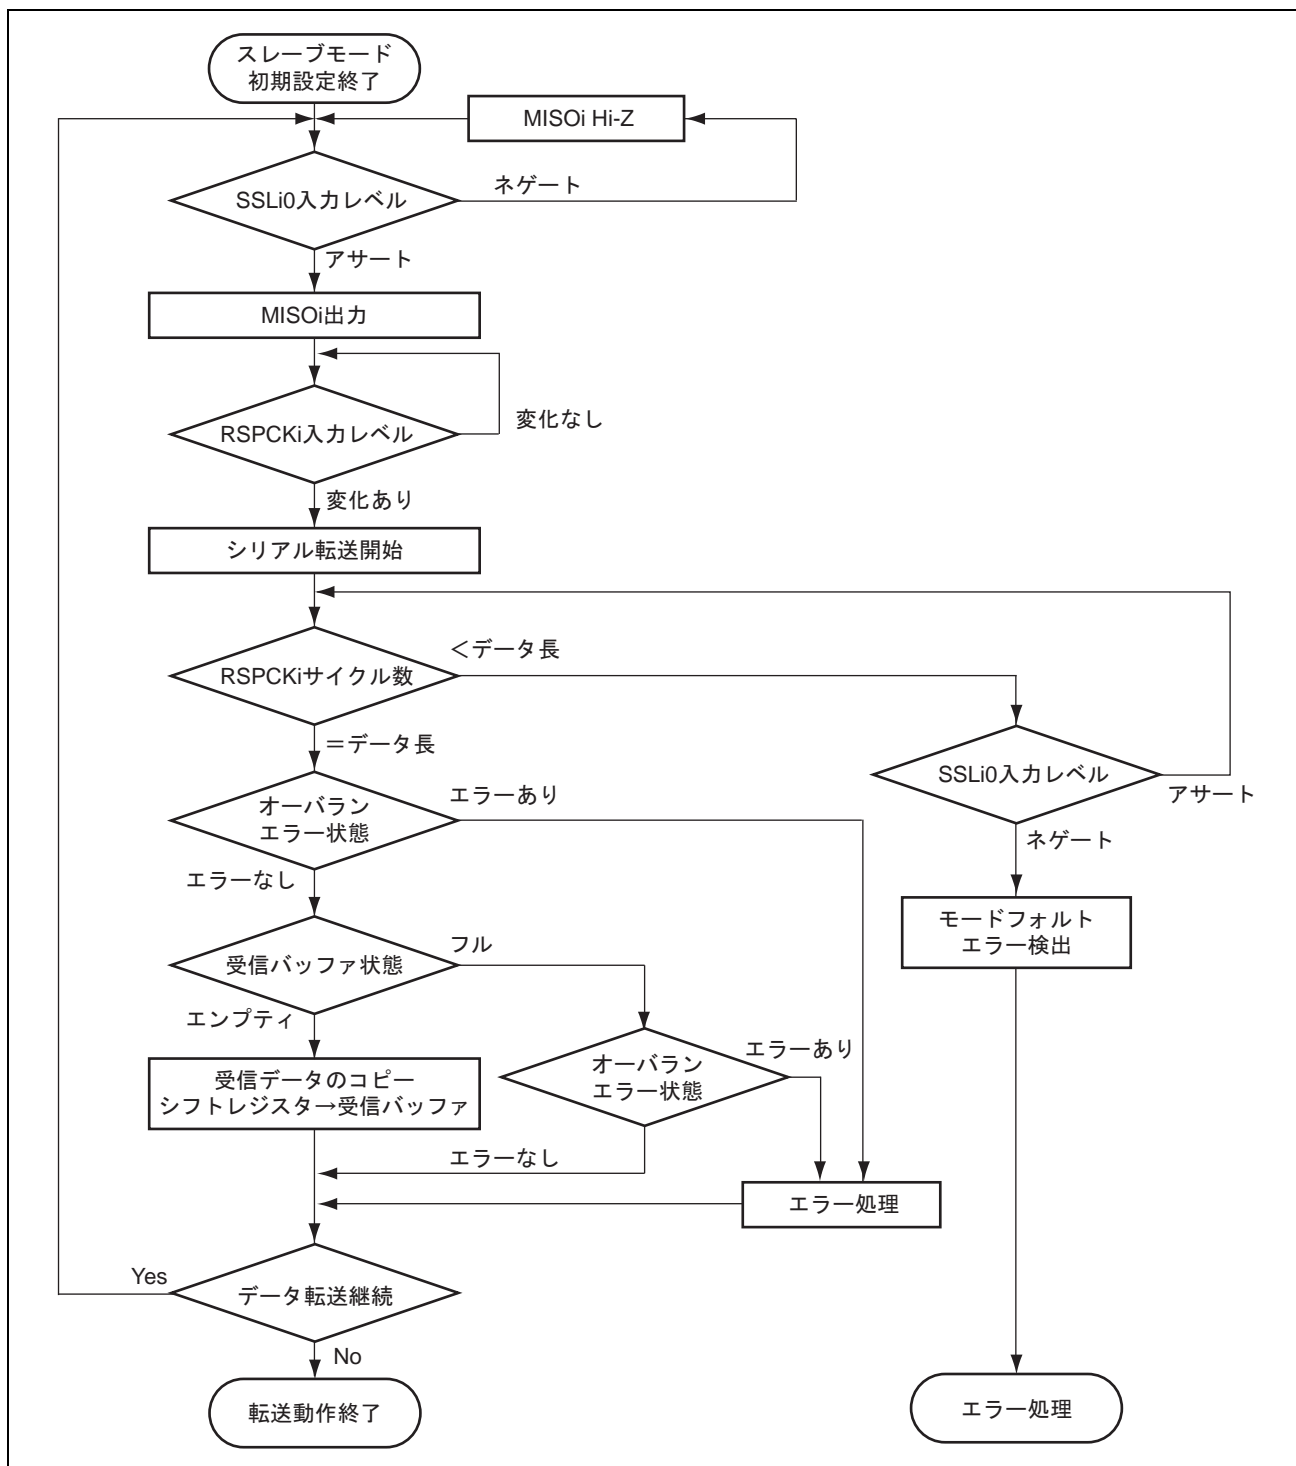 スレーブモード
初期設定終了
MISOi Hi-Z
SSLi0入力レベル
ネゲート
アサート
MISOi出力
RSPCKi入力レベル
変化なし
変化あり
シリアル転送開始
RSPCKiサイクル数
＜データ長
＝データ長
SSLi0入力レベル
アサート
ネゲート
オーバラン
エラー状態
エラーあり
エラーなし
モードフォルト
エラー検出
受信バッファ状態
フル
エンプティ
オーバラン
エラー状態
エラーあり
受信データのコピー
シフトレジスタ→受信バッファ
エラーなし
エラー処理
データ転送継続
Yes
No
転送動作終了
エラー処理